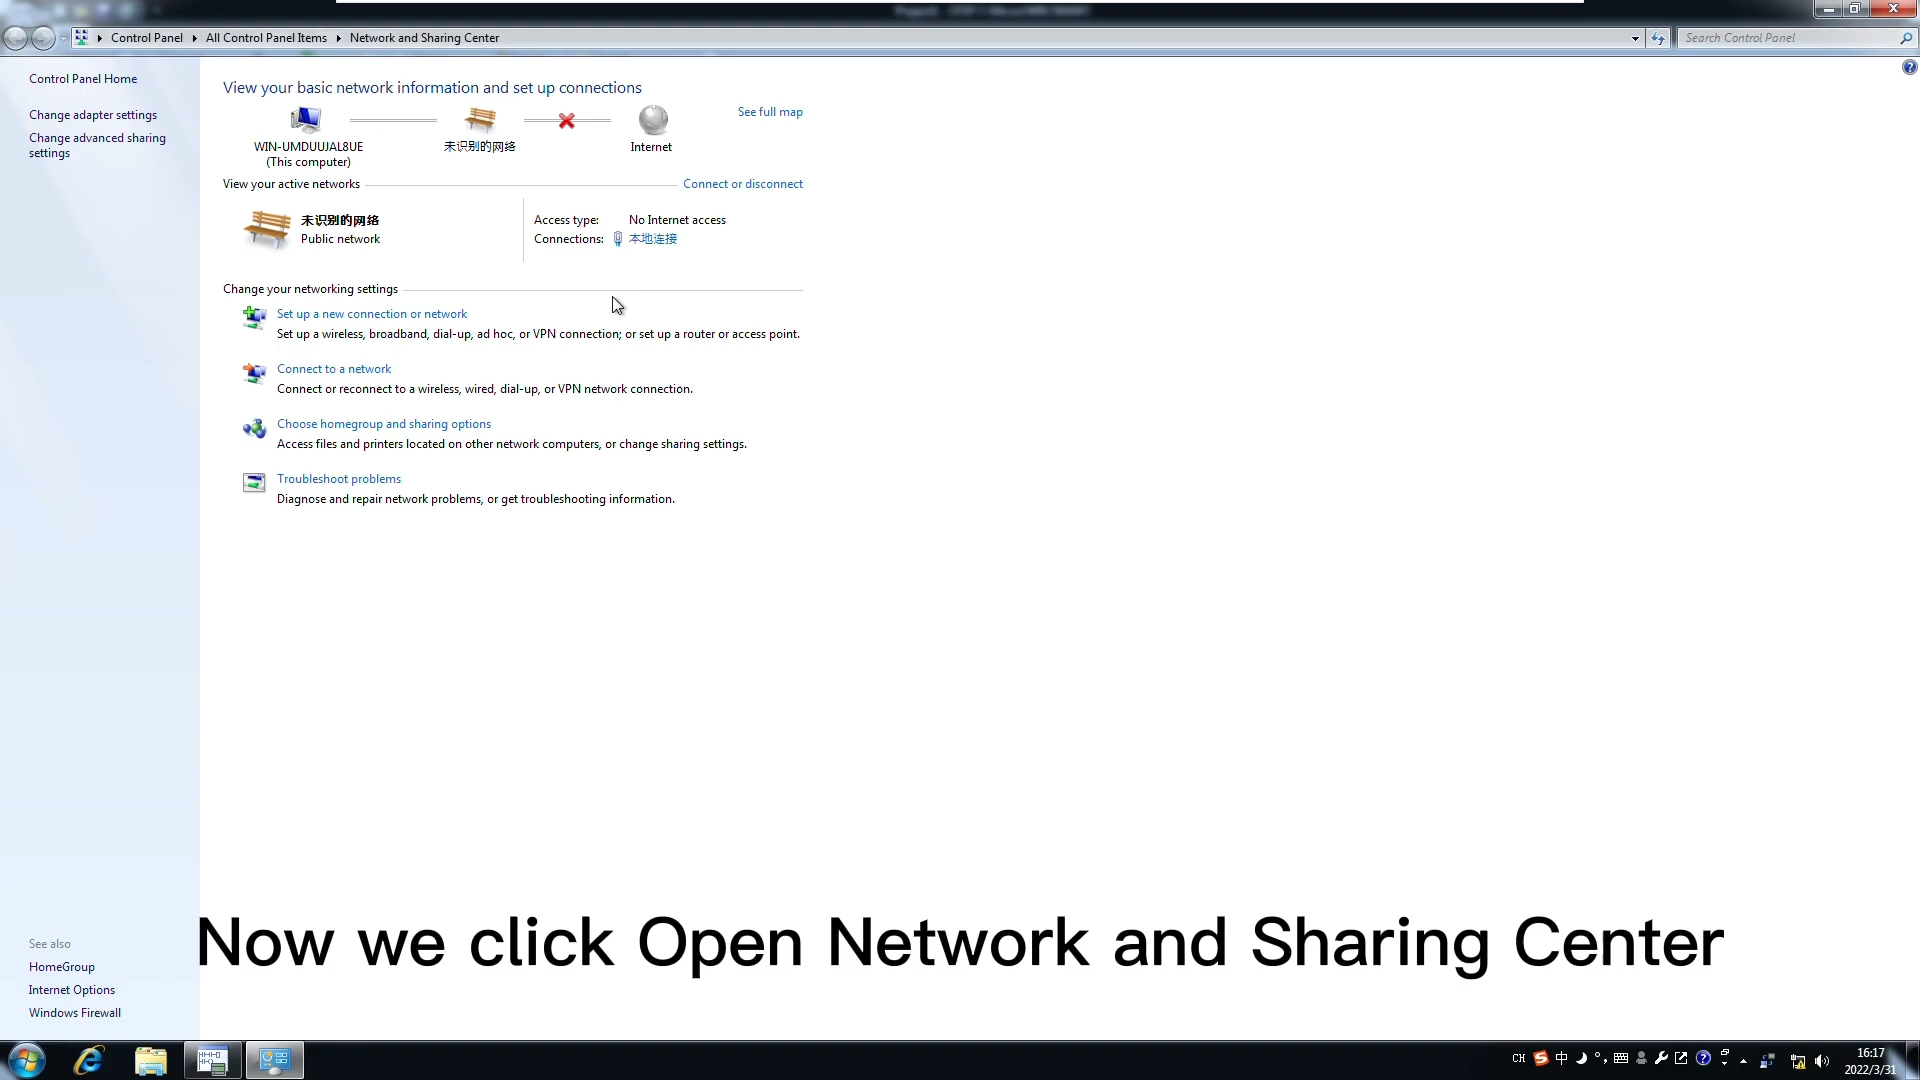 Control Panel
All Control Panel Items
Network and Sharing Center
Search Control Panel
Control Panel Home
Change adapter settings
Change advanced sharing
settings
View your basic network information and set up connections
See full map
WIN-UMDUUJAL8UE
(This computer)
未识别的网络
Internet
View your active networks
Connect or disconnect
未识别的网络
Public network
Access type:
No Internet access
Connections:
本地连接
Change your networking settings
Set up a new connection or network
Set up a wireless, broadband, dial-up, ad hoc, or VPN connection; or set up a router or access point.
Connect to a network
Connect or reconnect to a wireless, wired, dial-up, or VPN network connection.
Choose homegroup and sharing options
Access files and printers located on other network computers, or change sharing settings.
Troubleshoot problems
Diagnose and repair network problems, or get troubleshooting information.
Now we click Open Network and Sharing Center
See also
HomeGroup
Internet Options
Windows Firewall
CH
中
16:17
2022/3/31